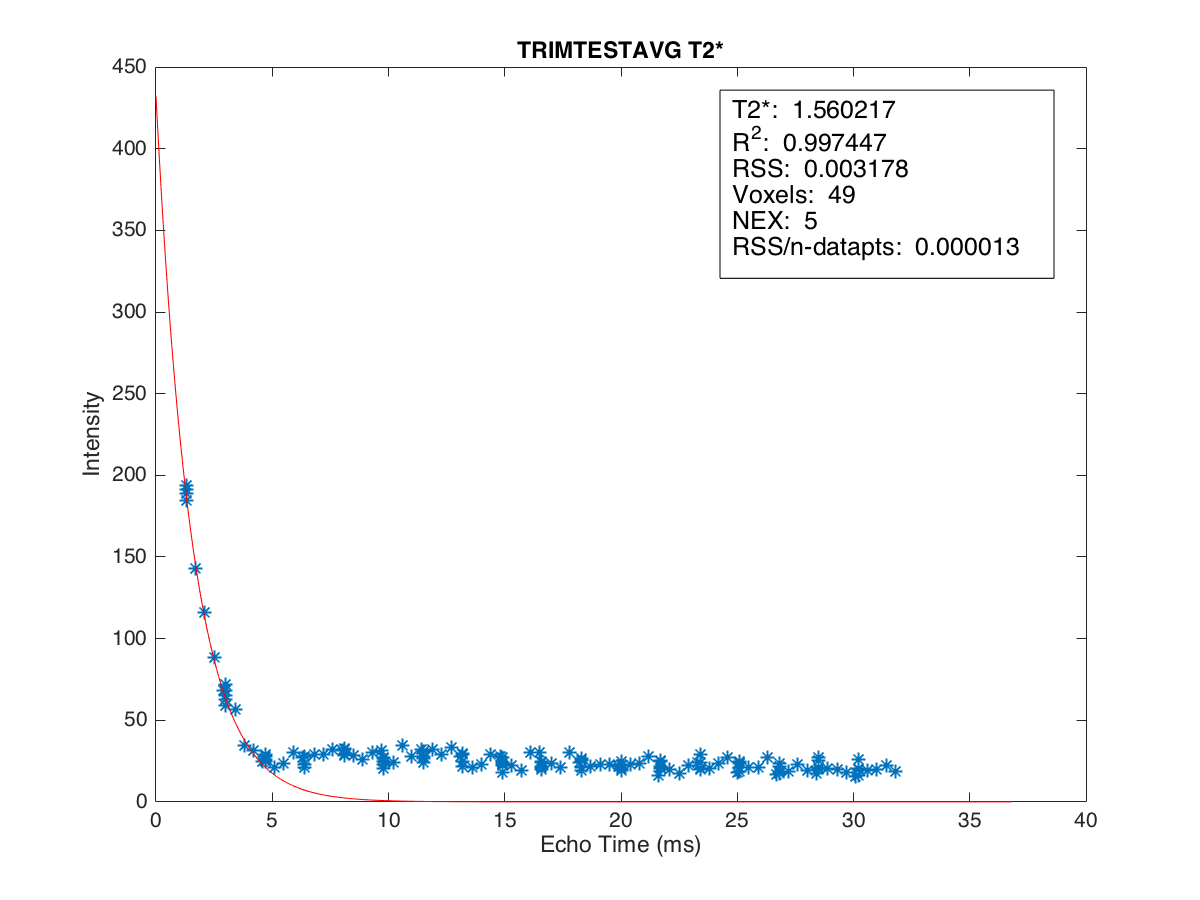 TRIMTESTAVG T2*
T2*: 1.560217
R2: 0.997447
RSS: 0.003178
Voxels: 49
NEX: 5
RSS/n-datapts: 0.000013
Intensity
450
400
350
300
250
200
150
100
50
0
0 5 10 15 20 25 30 35 40
Echo Time (ms)